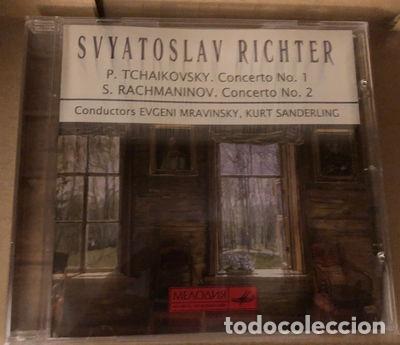 SVYATOSLAV RICHTER
P. TCHAIKOVSKY. Concerto No. 1
S. RACHMANINOV. Concerto No. 2
Conductors EVGENI MRAVINSKY, KURT SANDERLING
МЕЛОДИЯ
todocoleccion